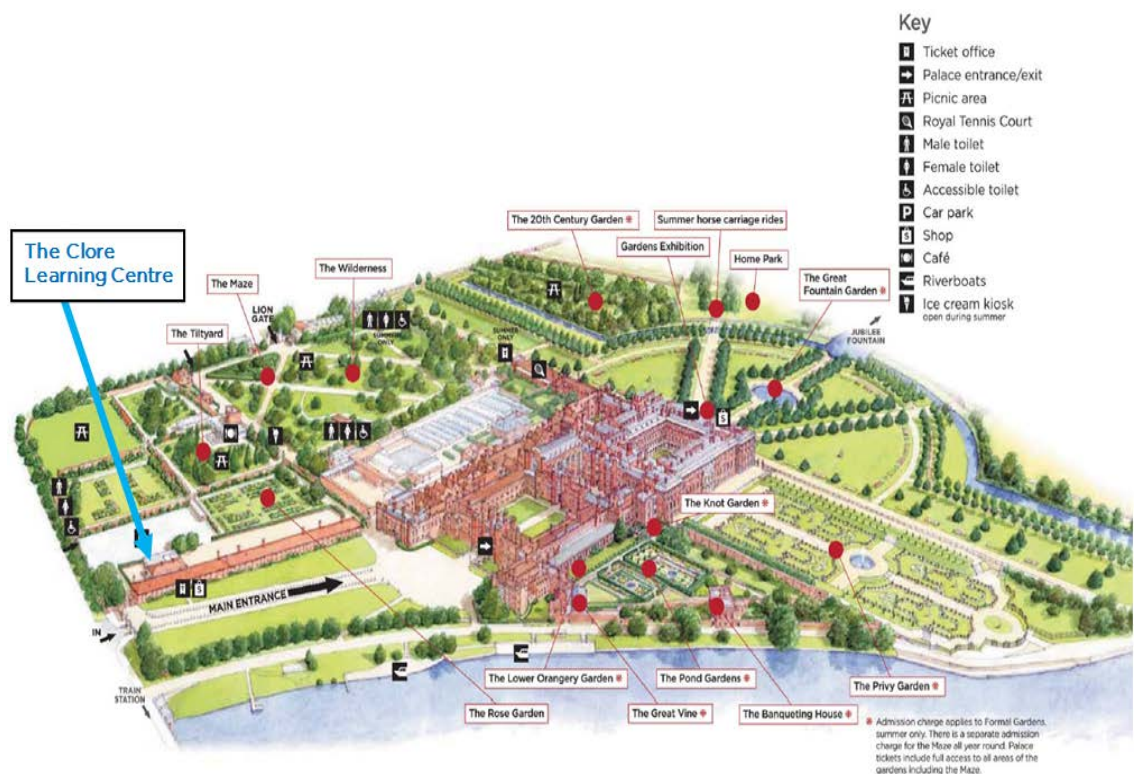 Key
Ticket office
Palace entrance/exit
Picnic area
Royal Tennis Court
Male toilet
Female toilet
Accessible toilet
P Car park
S Shop
Café
Riverboats
Ice cream kiosk
open during summer
The Clore
Learning Centre
The 20th Century Garden ❋
Summer horse carriage rides
Gardens Exhibition
Home Park
The Great
Fountain Garden ❋
The Wilderness
The Maze
LION
GATE
The Tiltyard
SUMMER
ONLY
SUMMER
ONLY
JUBILEE
FOUNTAIN
S
The Knot Garden ❋
S
MAIN ENTRANCE
IN
TRAIN
STATION
The Lower Orangery Garden ❋
The Pond Gardens ❋
The Privy Garden ❋
The Rose Garden
The Great Vine ❋
The Banqueting House ❋
❋ Admission charge applies to Formal Gardens,
summer only. There is a separate admission
charge for the Maze all year round. Palace
tickets include full access to all areas of the
gardens including the Maze.